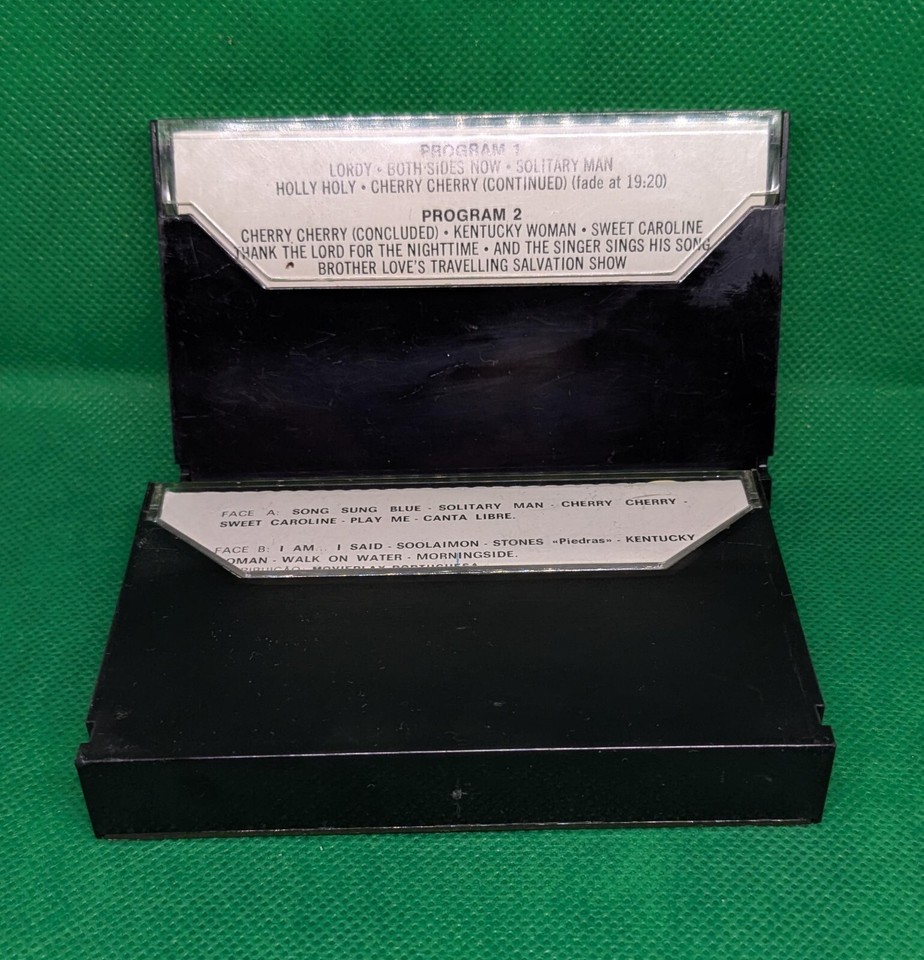 PROGRAM 1
LORDY • BOTH SIDES NOW • SOLITARY MAN
HOLLY HOLY • CHERRY CHERRY (CONTINUED) (fade at 19:20)
PROGRAM 2
CHERRY CHERRY (CONCLUDED) • KENTUCKY WOMAN • SWEET CAROLINE
THANK THE LORD FOR THE NIGHTTIME • AND THE SINGER SINGS HIS SONG
BROTHER LOVE'S TRAVELLING SALVATION SHOW
FACE A: SONG SUNG BLUE - SOLITARY MAN - CHERRY CHERRY -
SWEET CAROLINE - PLAY ME - CANTA LIBRE.
FACE B: I AM... I SAID - SOOLAIMON - STONES «Piedras» - KENTUCKY
WOMAN - WALK ON WATER - MORNINGSIDE.
MOVIEPLAY PORTUGUESA